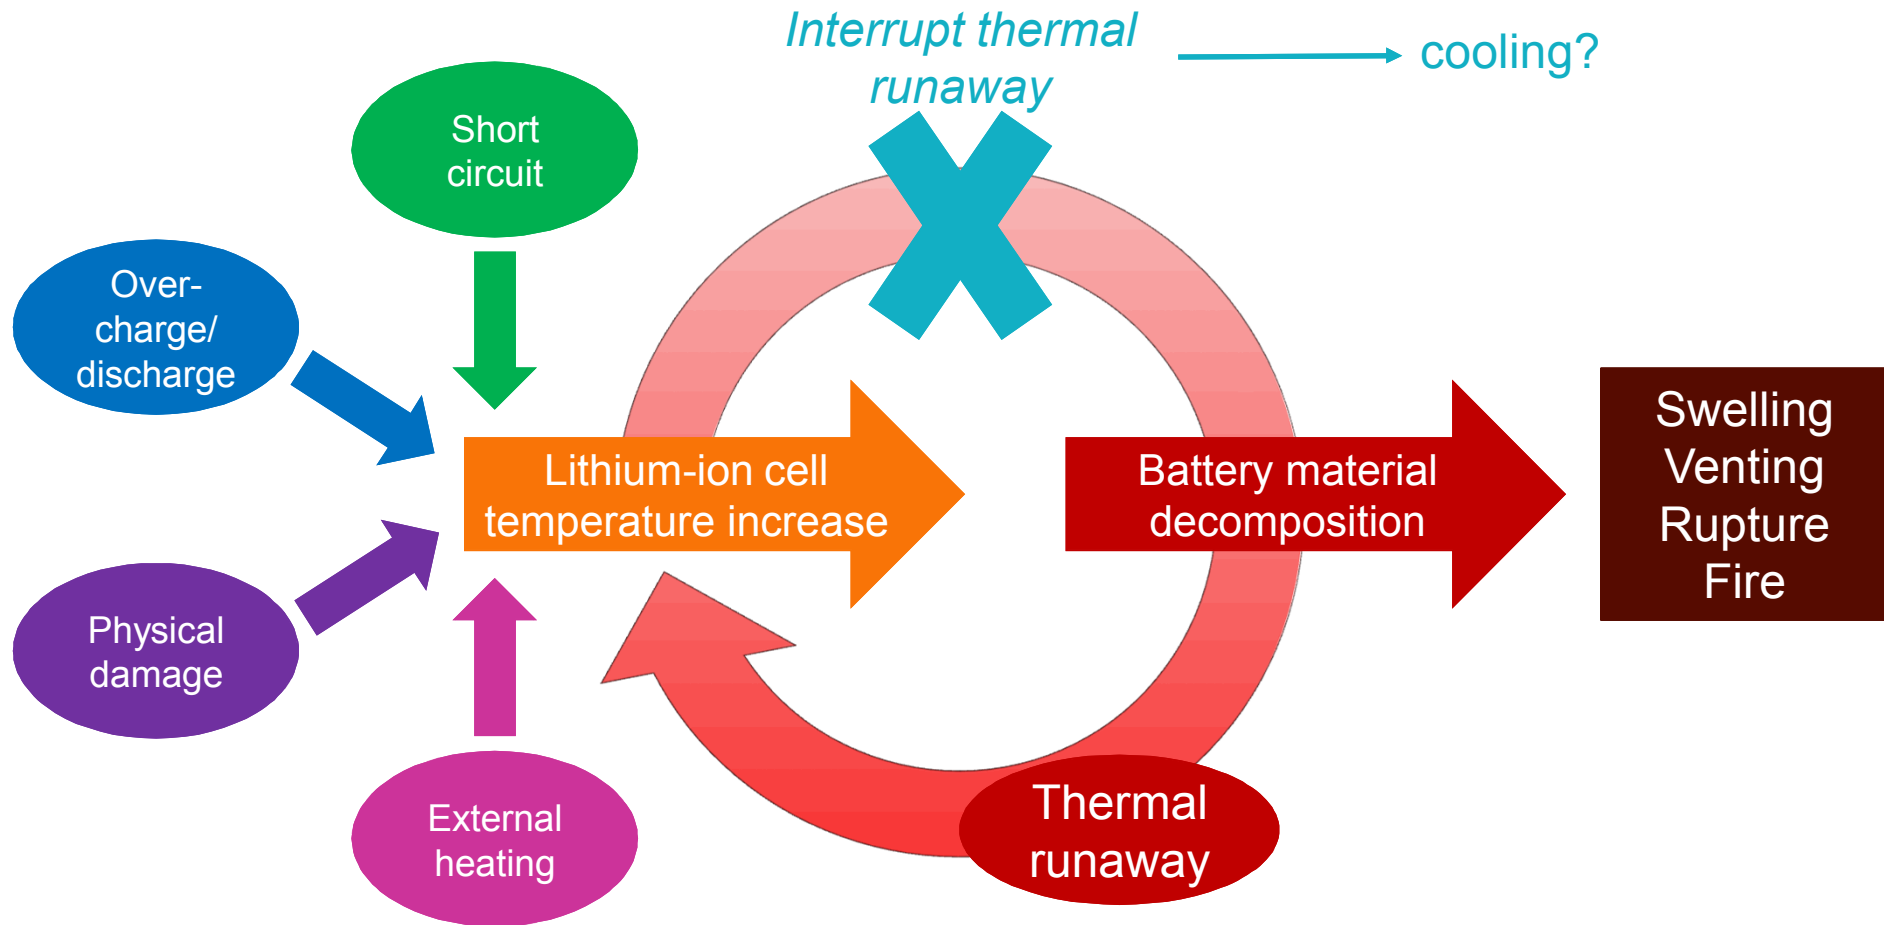 Interrupt thermal
runaway
cooling?
Short
circuit
Over-
charge/
discharge
Lithium-ion cell
temperature increase
Battery material
decomposition
Swelling
Venting
Rupture
Fire
Physical
damage
External
heating
Thermal
runaway